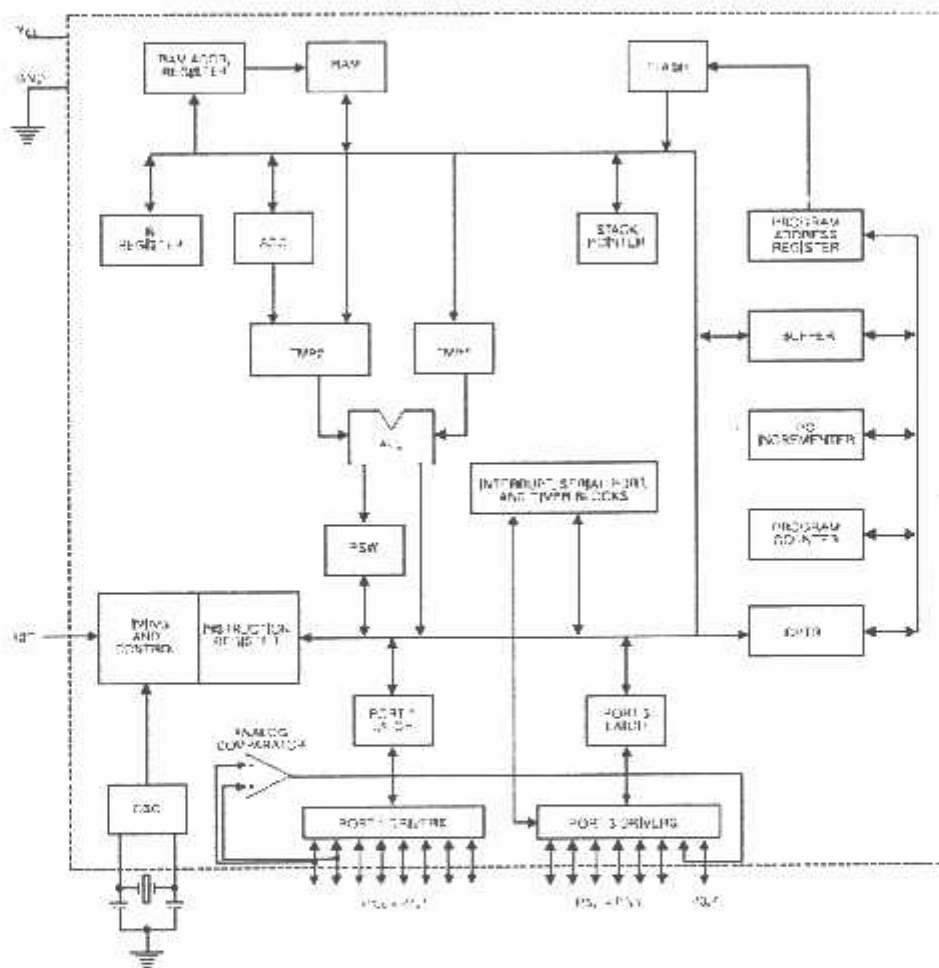 GND
RAM ADDR.
REGISTER
RAM
FLASH
B
REGISTER
ACC
STACK
POINTER
PROGRAM
ADDRESS
REGISTER
TMP2
TMP1
BUFFER
ALU
PC
INCREMENTER
INTERRUPT, SERIAL PORT,
AND TIMER BLOCKS
PSW
PROGRAM
COUNTER
RST
TIMING
AND
CONTROL
INSTRUCTION
REGISTER
DPTR
PORT 1
LATCH
PORT 3
LATCH
ANALOG
COMPARATOR
OSC
PORT 1 DRIVERS
PORT 3 DRIVERS